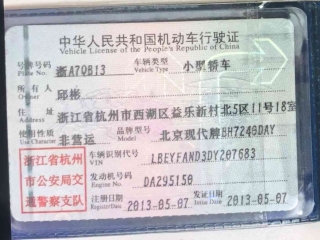 中华人民共和国机动车行驶证
Vehicle License of the People's Republic of China
号牌号码 浙A70B13 车辆类型 小型轿车
Plate No. Vehicle Type
所有人 邱彬
Owner
住址 浙江省杭州市西湖区益乐新村北5区11号18室
Address
使用性质 非营运 品牌型号 北京现代牌BH7240DAY
Use Character Model
浙江省杭州
市公安局交
通警察支队
车辆识别代号 LBEYFAND3DY207683
VIN
发动机号码 DA295150
Engine No.
注册日期 2013-05-07 发证日期 2013-05-07
Register Date Issue Date